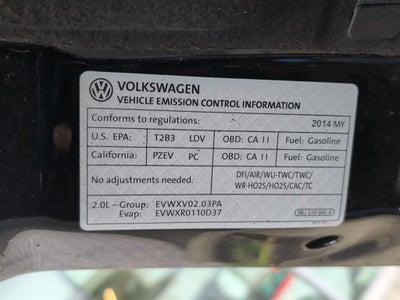 VOLKSWAGEN
VEHICLE EMISSION CONTROL INFORMATION
Conforms to regulations: 2014 MY
U.S. EPA: T2B3 LDV OBD: CA II Fuel: Gasoline
California: PZEV PC OBD: CA II Fuel: Gasoline
No adjustments needed. DFI/AIR/WU-TWC/TWC/
WR-HO2S/HO2S/CAC/TC
2.0L – Group: EVWXV02.03PA
Evap: EVWXR0110D37